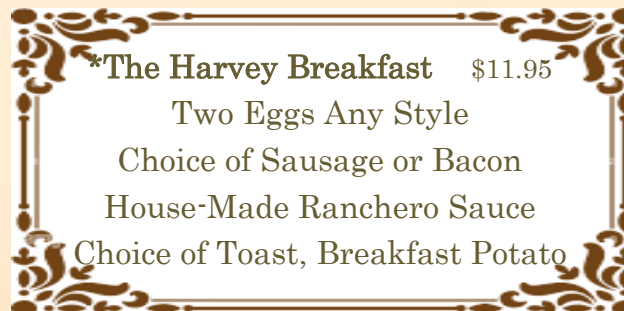 *The Harvey Breakfast $11.95
Two Eggs Any Style
Choice of Sausage or Bacon
House-Made Ranchero Sauce
Choice of Toast, Breakfast Potato